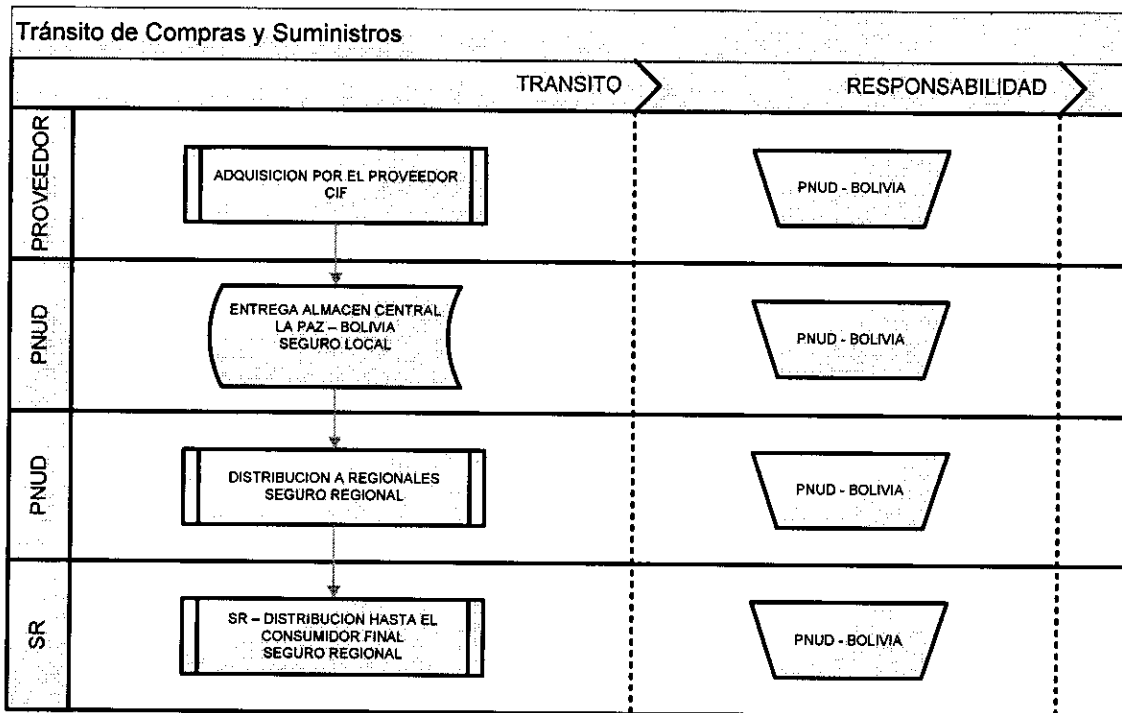 Tránsito de Compras y Suministros
TRANSITO
RESPONSABILIDAD
PROVEEDOR
ADQUISICION POR EL PROVEEDOR
CIF
PNUD - BOLIVIA
PNUD
ENTREGA ALMACEN CENTRAL
LA PAZ – BOLIVIA
SEGURO LOCAL
PNUD - BOLIVIA
PNUD
DISTRIBUCION A REGIONALES
SEGURO REGIONAL
PNUD - BOLIVIA
SR
SR – DISTRIBUCION HASTA EL
CONSUMIDOR FINAL
SEGURO REGIONAL
PNUD - BOLIVIA